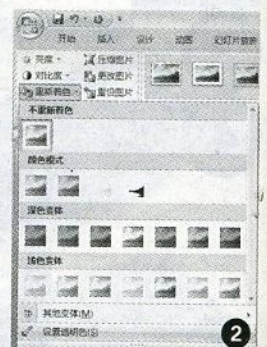 开始 插入 设计 动画 幻灯片放映
亮度 压缩图片
对比度 更改图片
重新着色 重设图片
不重新着色
颜色模式
深色变体
浅色变体
其他变体(M)
设置透明色(S)
2